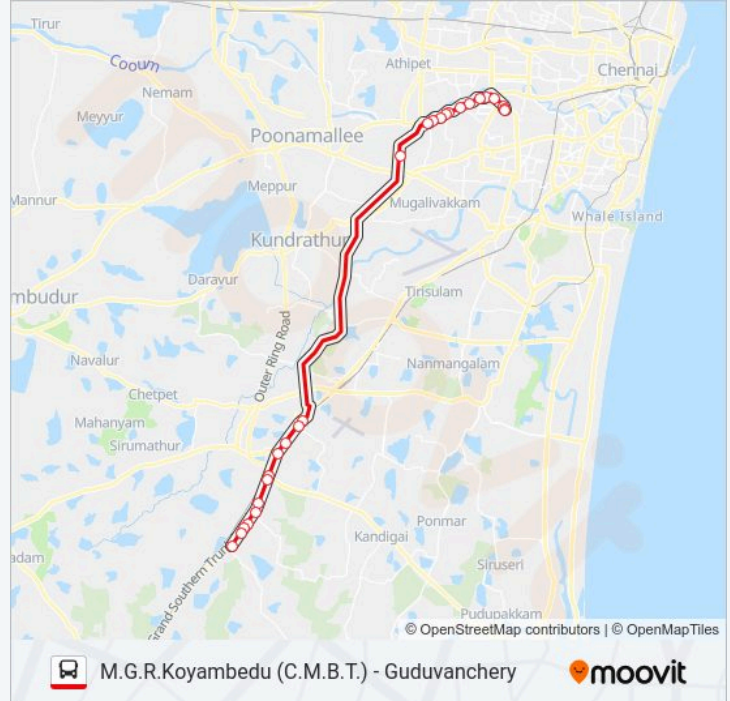 Tirur
Cooum
Athipet
Chennai
Nemam
Meyyur
Poonamallee
Meppur
Mannur
Mugalivakkam
Whale Island
Kundrathur
Daravur
mbudur
Tirisulam
Outer Ring Road
Navalur
Nanmangalam
Chetpet
Mahanyam
Sirumathur
Ponmar
Kandigai
adam
Siruseri
Grand Southern Trun
Pudupakkam
© OpenStreetMap contributors | © OpenMapTiles
M.G.R.Koyambedu (C.M.B.T.) - Guduvanchery
moovit